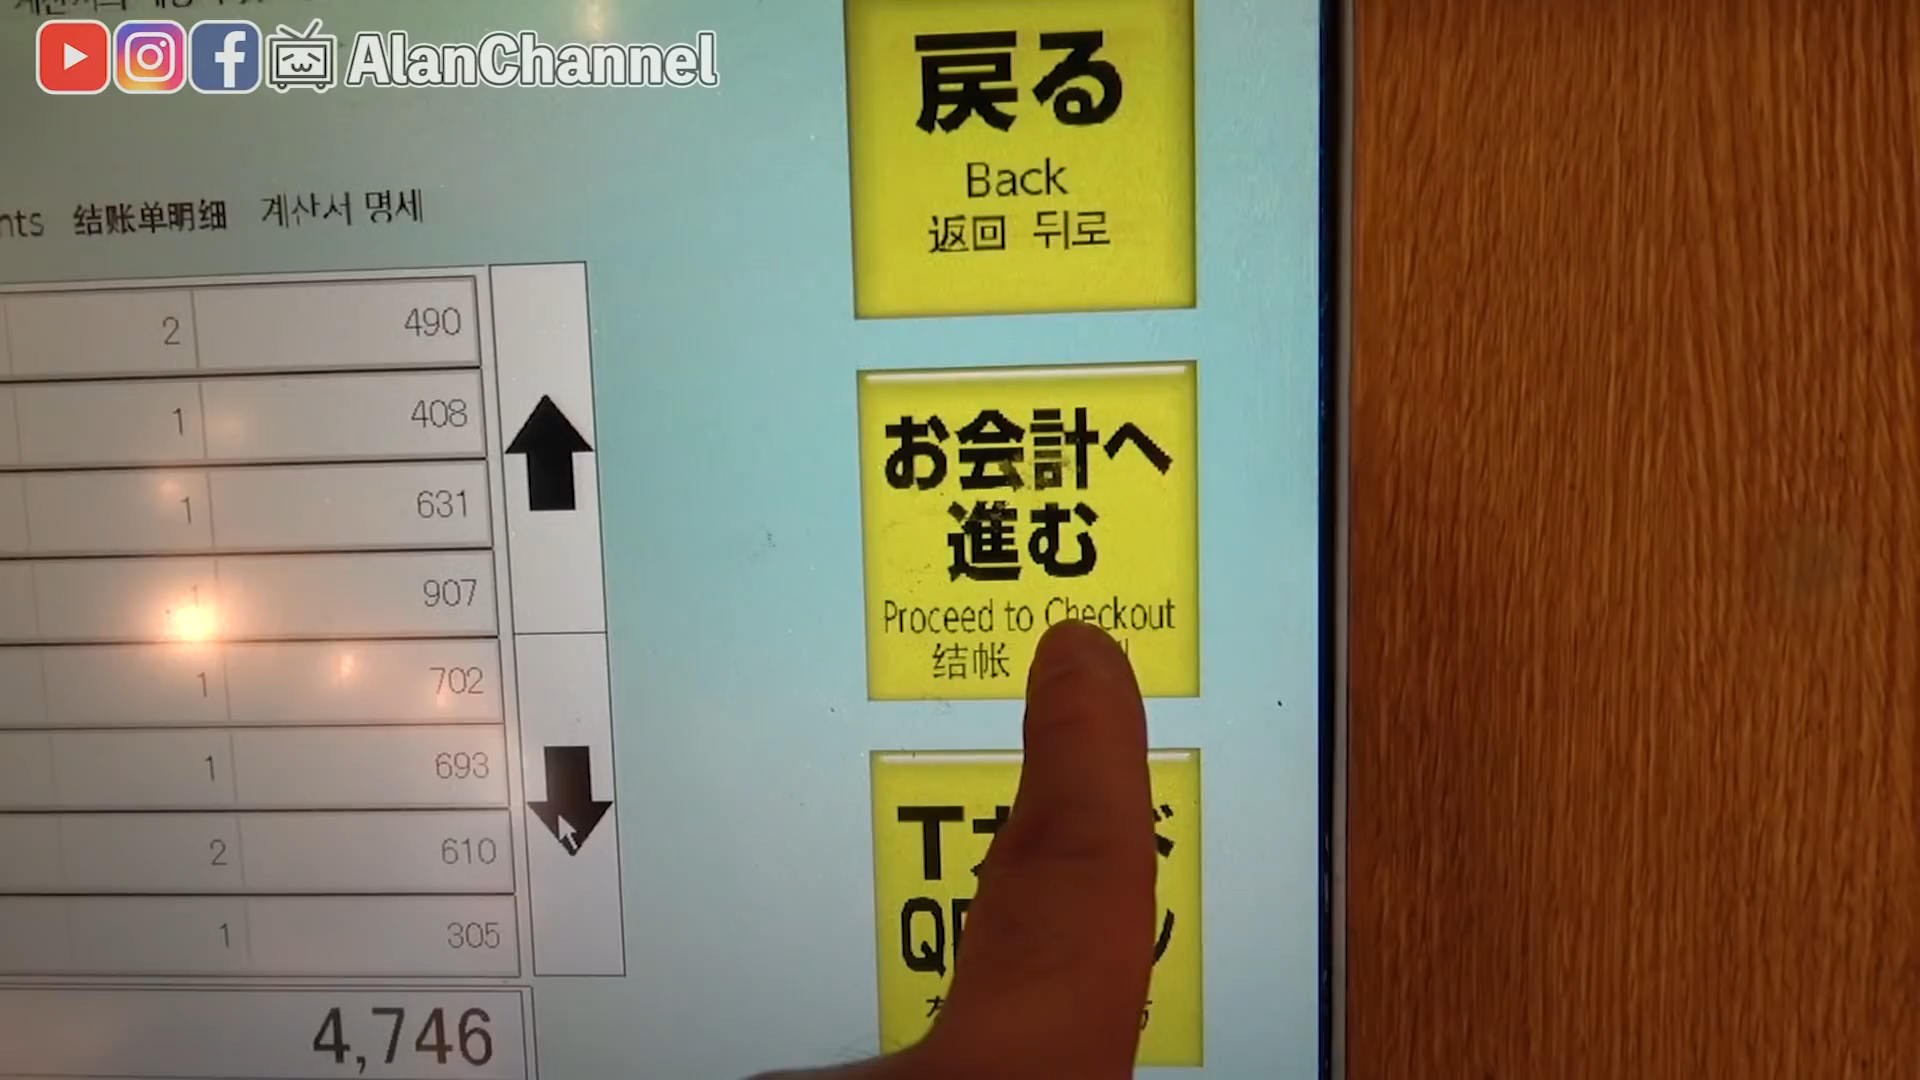 AlanChannel
nts 结账单明细 계산서 명세
2 490
1 408
1 631
1 907
1 702
1 693
2 610
1 305
4,746
戻る
Back
返回 뒤로
お会計へ
進む
Proceed to Checkout
结帐